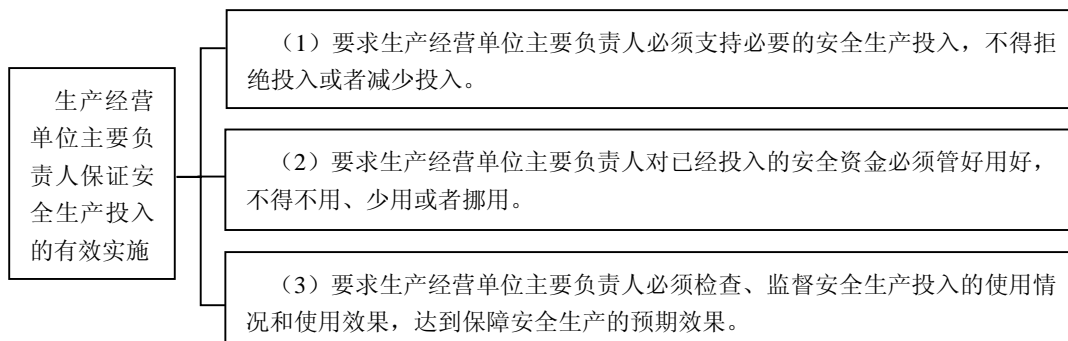 生产经营
单位主要负
责人保证安
全生产投入
的有效实施
（1）要求生产经营单位主要负责人必须支持必要的安全生产投入，不得拒
绝投入或者减少投入。
（2）要求生产经营单位主要负责人对已经投入的安全资金必须管好用好，
不得不用、少用或者挪用。
（3）要求生产经营单位主要负责人必须检查、监督安全生产投入的使用情
况和使用效果，达到保障安全生产的预期效果。